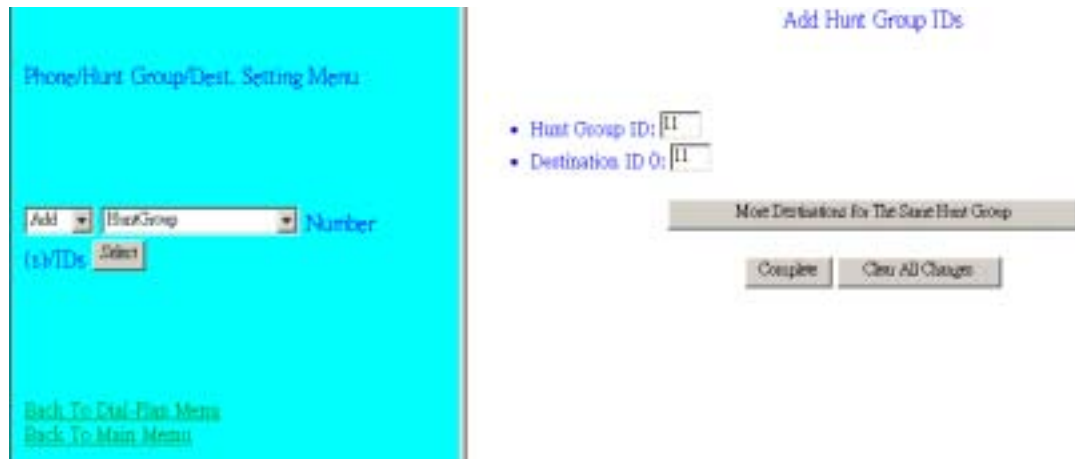 Phone/Hunt Group/Dest. Setting Menu
Add HuntGroup Number
(s)/IDs Select
Back To Dial-Plan Menu
Back To Main Menu
Add Hunt Group IDs
• Hunt Group ID: 11
• Destination ID 0: 11
More Destinations for The Same Hunt Group
Complete Clear All Changes